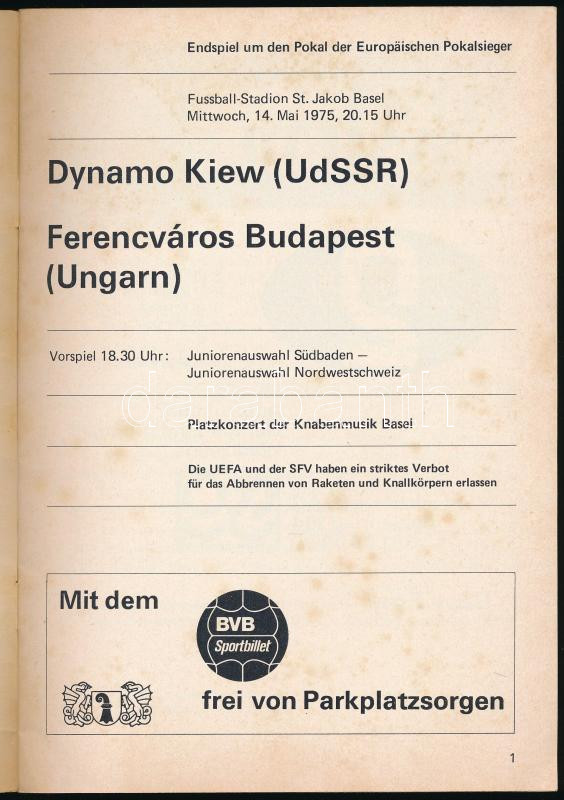 Endspiel um den Pokal der Europäischen Pokalsieger
Fussball-Stadion St. Jakob Basel
Mittwoch, 14. Mai 1975, 20.15 Uhr
Dynamo Kiew (UdSSR)
Ferencváros Budapest
(Ungarn)
Vorspiel 18.30 Uhr: Juniorenauswahl Südbaden –
Juniorenauswahl Nordwestschweiz
darabanth
Platzkonzert der Knabenmusik Basel
Die UEFA und der SFV haben ein striktes Verbot
für das Abbrennen von Raketen und Knallkörpern erlassen
Mit dem
BVB
Sportbillet
frei von Parkplatzsorgen
1